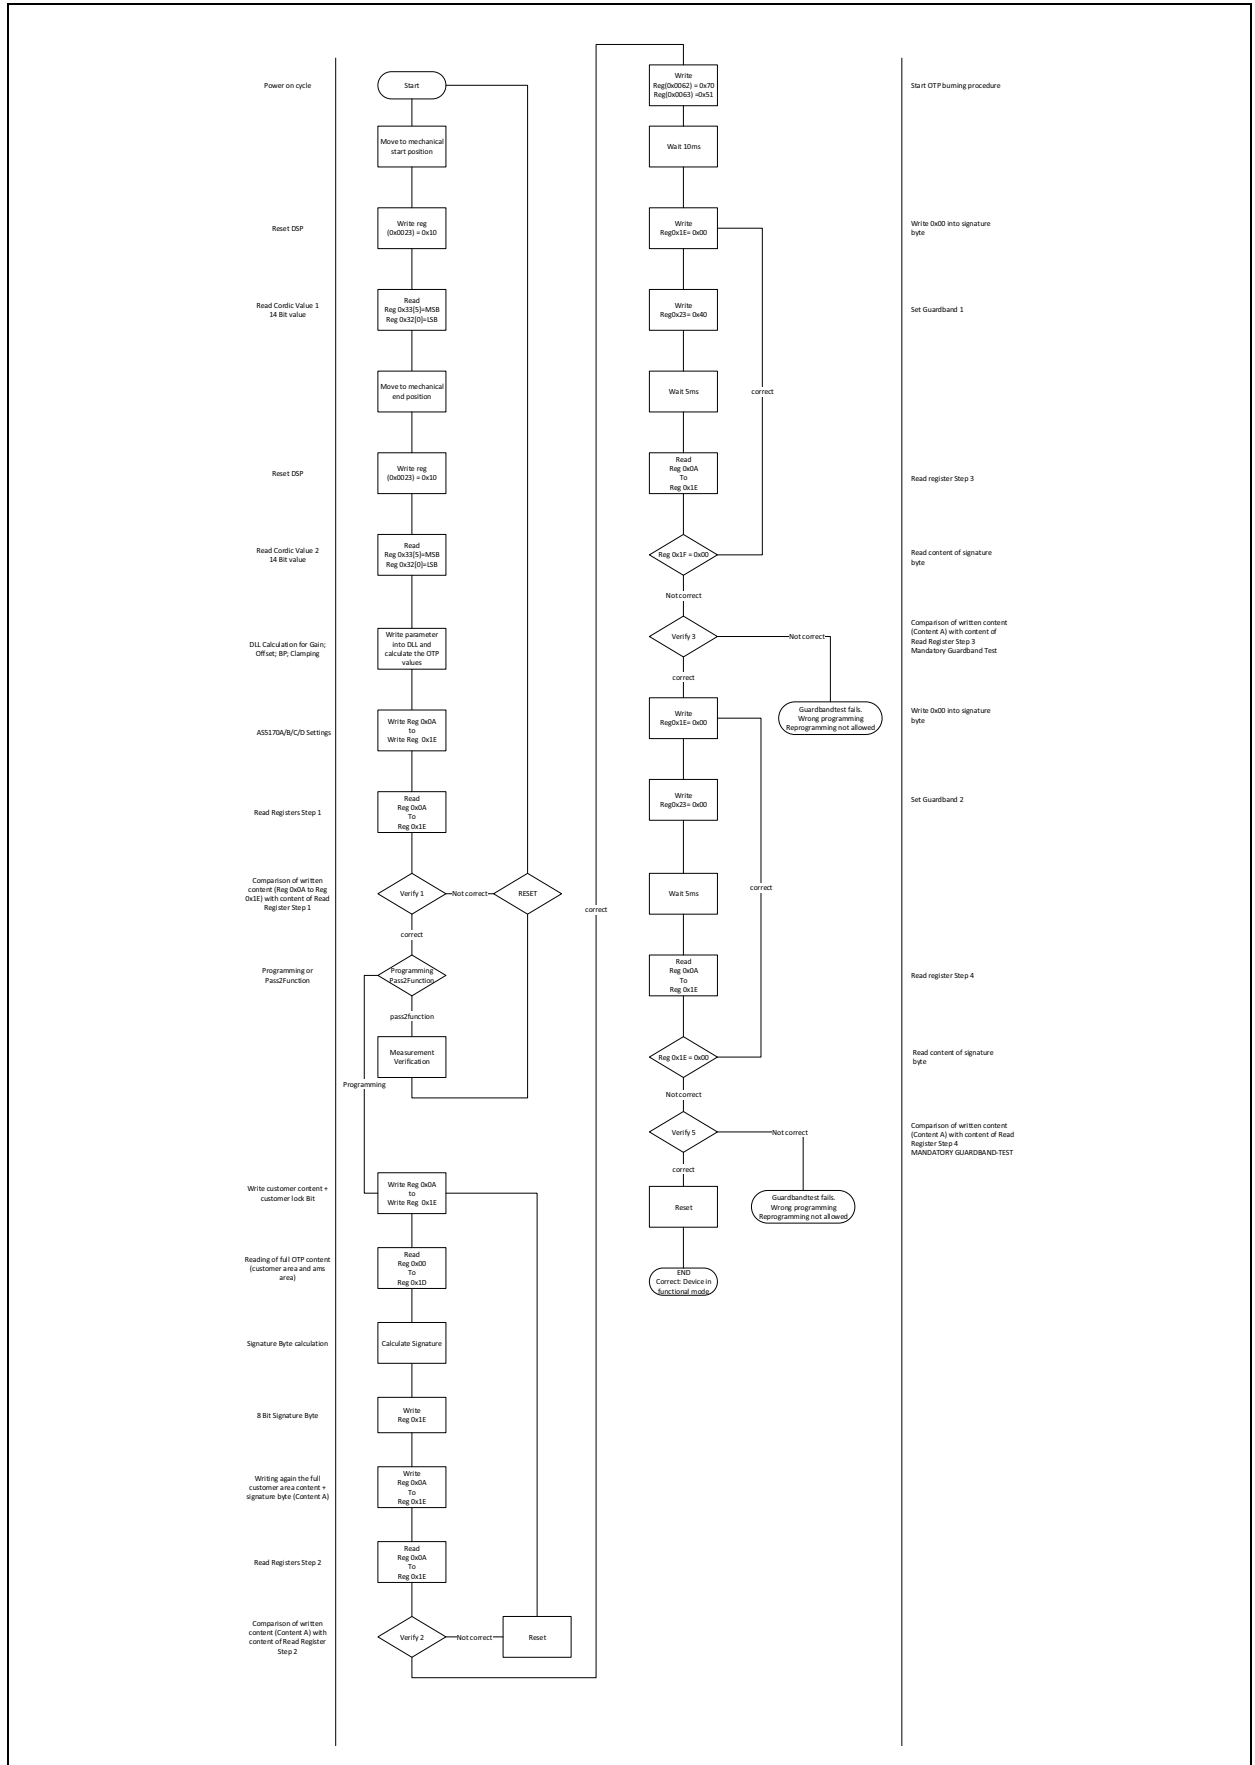 Power on cycle
Start
Move to mechanical
start position
Reset DSP
Write reg
(0x0023) = 0x10
Read Cordic Value 1
14 Bit value
Read
Reg 0x33[5]=MSB
Reg 0x32[0]=LSB
Move to mechanical
end position
Reset DSP
Write reg
(0x0023) = 0x10
Read Cordic Value 2
14 Bit value
Read
Reg 0x33[5]=MSB
Reg 0x32[0]=LSB
DLL Calculation for Gain;
Offset; BP; Clamping
Write parameter
into DLL and
calculate the OTP
values
AS5170A/B/C/D Settings
Write Reg 0x0A
to
Write Reg 0x1E
Read Registers Step 1
Read
Reg 0x0A
To
Reg 0x1E
Comparison of written
content (Reg 0x0A to Reg
0x1E) with content of Read
Register Step 1
Verify 1
Not correct
RESET
correct
Programming or
Pass2Function
Programming
Pass2Function
pass2function
Measurement
Verification
Programming
Write customer content +
customer lock Bit
Write Reg 0x0A
to
Write Reg 0x1E
Reading of full OTP content
(customer area and ams
area)
Read
Reg 0x00
To
Reg 0x1D
Signature Byte calculation
Calculate Signature
8 Bit Signature Byte
Write
Reg 0x1E
Writing again the full
customer area content +
signature byte (Content A)
Write
Reg 0x0A
To
Reg 0x1E
Read Registers Step 2
Read
Reg 0x0A
To
Reg 0x1E
Comparison of written
content (Content A) with
content of Read Register
Step 2
Verify 2
Not correct
Reset
correct
Write
Reg(0x0062) = 0x70
Reg(0x0063) =0x51
Start OTP burning procedure
Wait 10ms
Write
Reg0x1E= 0x00
Write 0x00 into signature
byte
Write
Reg0x23= 0x40
Set Guardband 1
Wait 5ms
correct
Read
Reg 0x0A
To
Reg 0x1E
Read register Step 3
Reg 0x1F = 0x00
Read content of signature
byte
Not correct
Verify 3
Not correct
Comparison of written content
(Content A) with content of
Read Register Step 3
Mandatory Guardband Test
correct
Guardbandtest fails.
Wrong programming
Reprogramming not allowed
Write
Reg0x1E= 0x00
Write 0x00 into signature
byte
Write
Reg0x23= 0x00
Set Guardband 2
Wait 5ms
correct
Read
Reg 0x0A
To
Reg 0x1E
Read register Step 4
Reg 0x1E = 0x00
Read content of signature
byte
Not correct
Verify 5
Not correct
Comparison of written content
(Content A) with content of Read
Register Step 4
MANDATORY GUARDBAND-TEST
correct
Guardbandtest fails.
Wrong programming
Reprogramming not allowed
Reset
END
Correct: Device in
functional mode